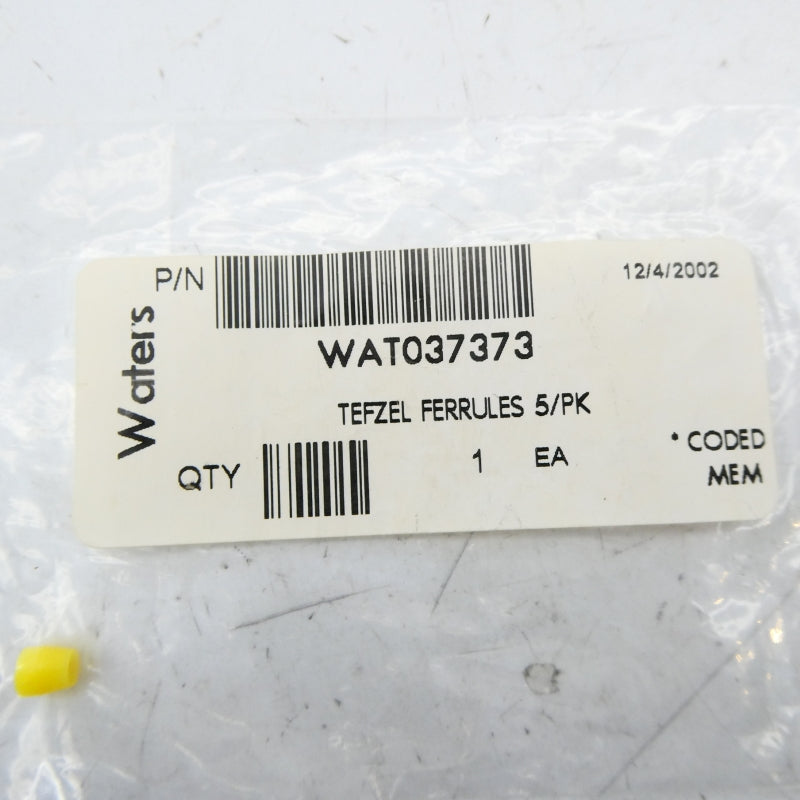 Waters
P/N
12/4/2002
WAT037373
TEFZEL FERRULES 5/PK
QTY 1 EA
* CODED
MEM